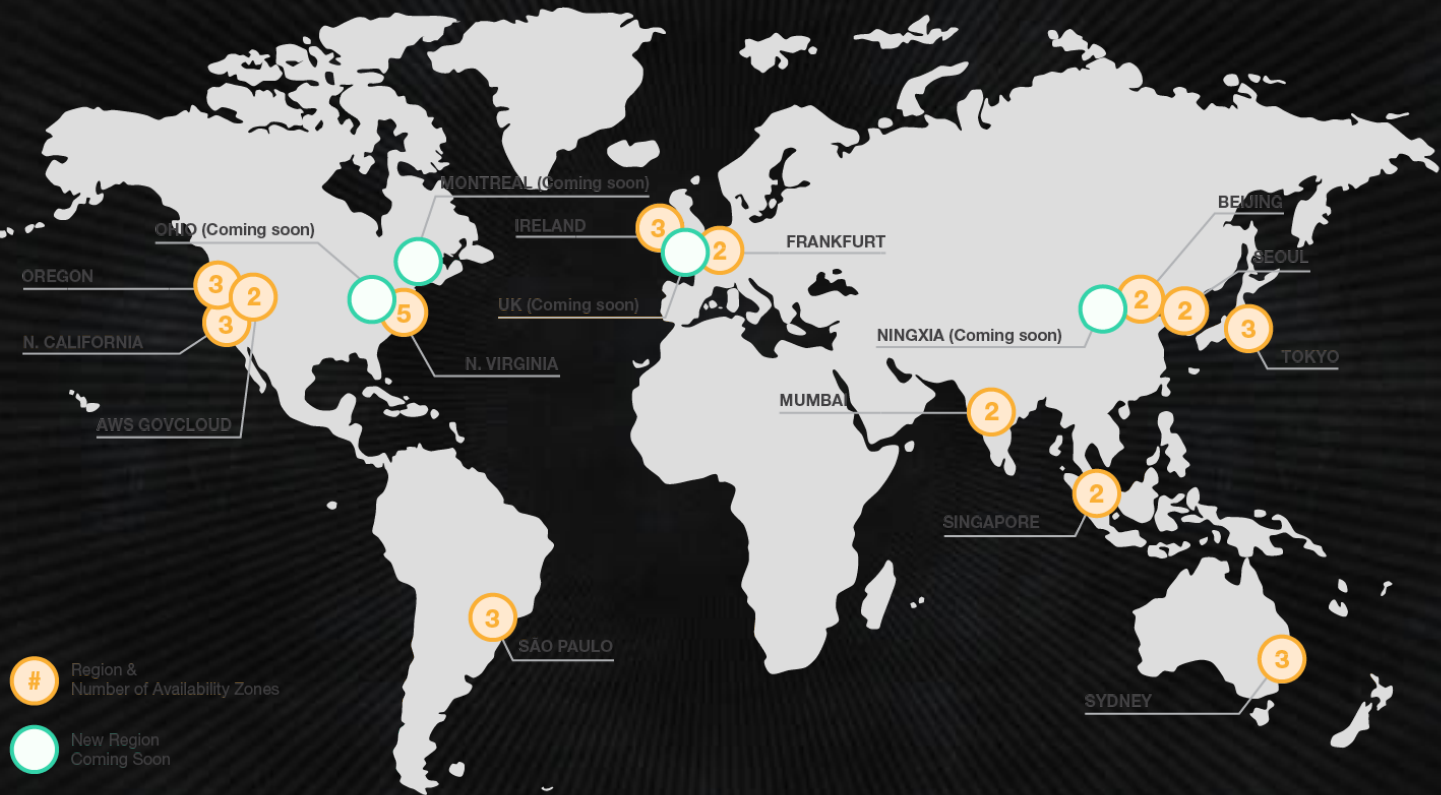 MONTREAL (Coming soon)
OHIO (Coming soon)
IRELAND
3
FRANKFURT
2
BEIJING
SEOUL
OREGON
3
2
UK (Coming soon)
2
2
N. CALIFORNIA
3
5
N. VIRGINIA
NINGXIA (Coming soon)
3
TOKYO
AWS GOVCLOUD
MUMBAI
2
2
SINGAPORE
3
SÃO PAULO
3
SYDNEY
# Region &
Number of Availability Zones
New Region
Coming Soon